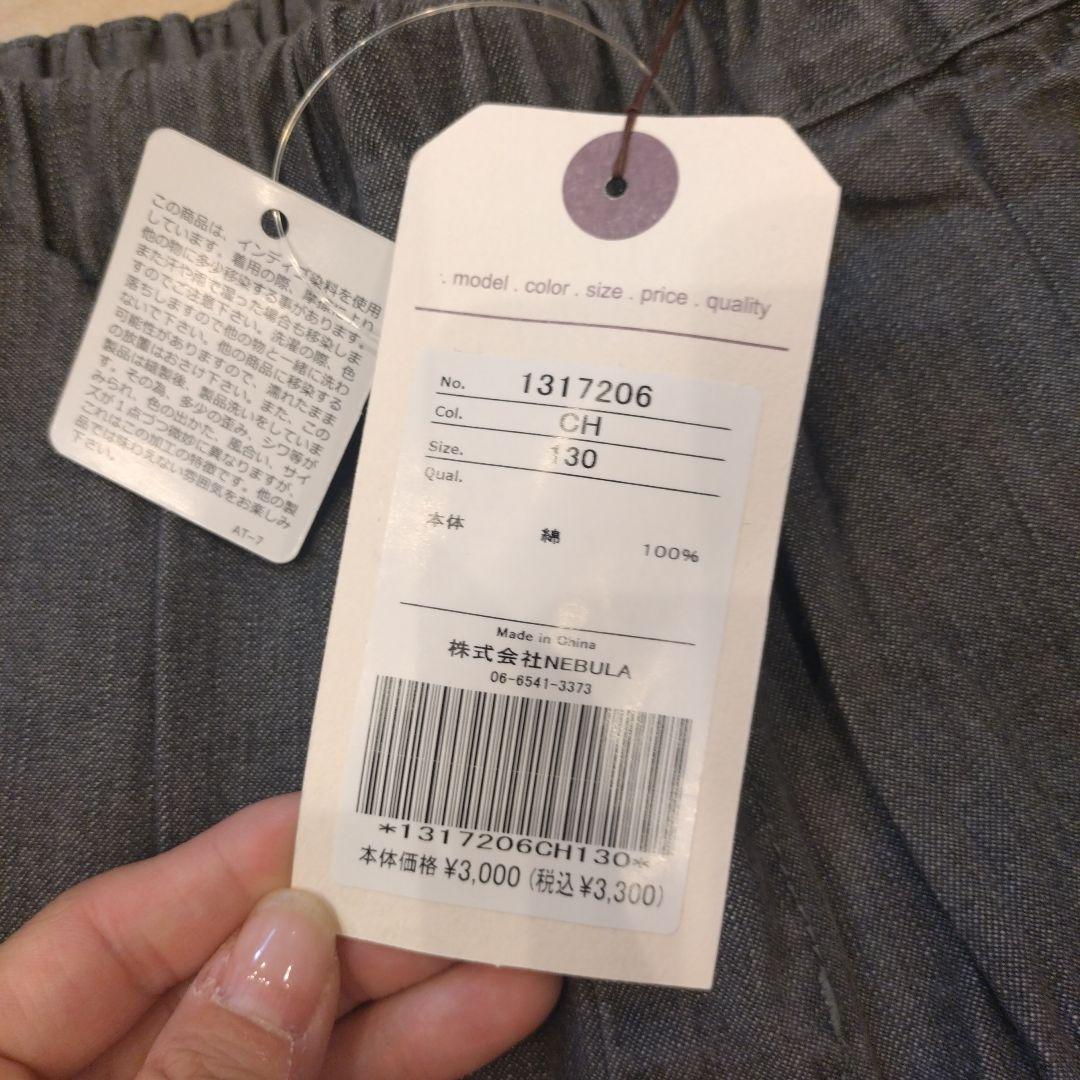 この商品は、インディゴ染料を使用
しています。着用の際、摩擦により
他の物に多少移染する事があります。
また汗や雨で湿った場合も移染しま
すのでご注意下さい。洗濯の際、色
落ちしますので他の物と一緒に洗わ
ないで下さい。他の商品に移染する
可能性がありますので、濡れたまま
の放置はおさけ下さい。また、この
製品は縫製後、製品洗いをしていま
す。その為、多少の歪み、シワ等が
みられ、色の出かた、風合い、サイ
ズが1点づつ微妙に異なりますが、
これはこの加工の特徴です。他の製
品では味わえない雰囲気をお楽しみ
下さい。
AT-7
. model . color . size . price . quality
No. 1317206
Col. CH
Size. 130
Qual.
本体 綿 100%
Made in China
株式会社NEBULA
06-6541-3373
*1317206CH130*
本体価格 ¥3,000 (税込 ¥3,300)